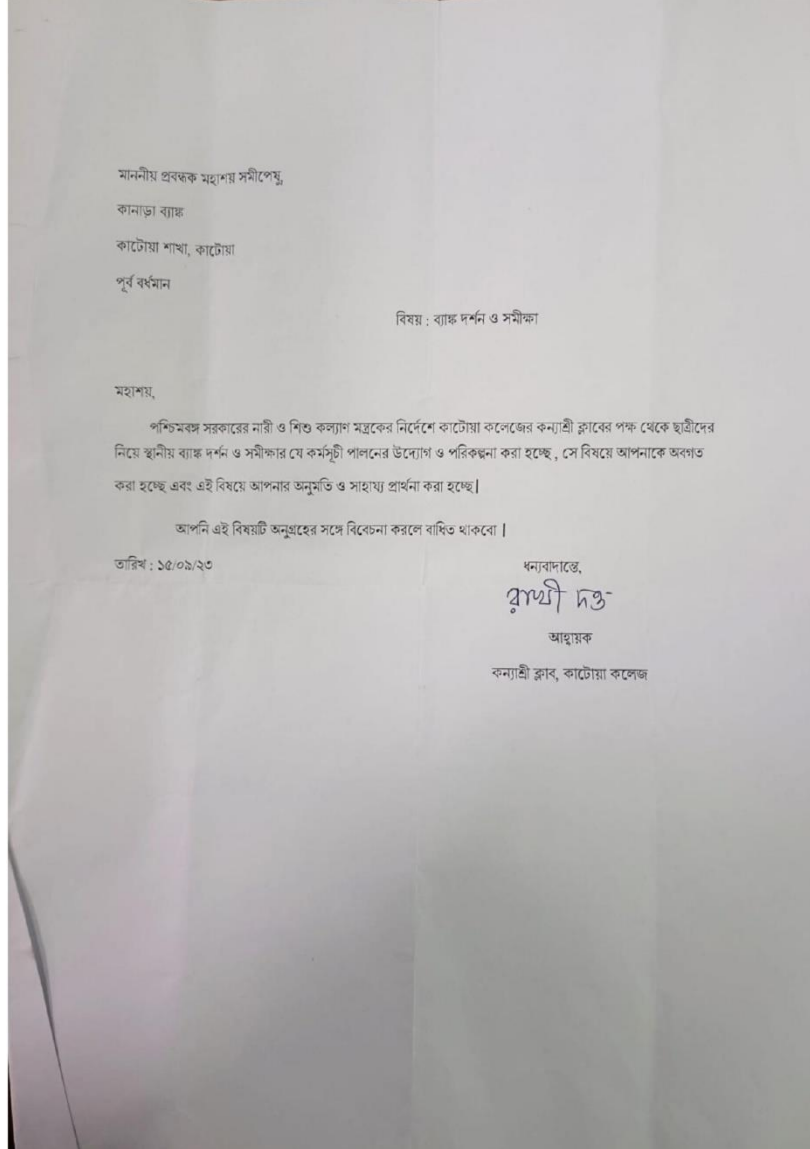 মাননীয় প্রবন্ধক মহাশয় সমীপেষু,
কানাড়া ব্যাঙ্ক
কাটোয়া শাখা, কাটোয়া
পূর্ব বর্ধমান
বিষয় : ব্যাঙ্ক দর্শন ও সমীক্ষা
মহাশয়,
পশ্চিমবঙ্গ সরকারের নারী ও শিশু কল্যাণ মন্ত্রকের নির্দেশে কাটোয়া কলেজের কন্যাশ্রী ক্লাবের পক্ষ থেকে ছাত্রীদের
নিয়ে স্থানীয় ব্যাঙ্ক দর্শন ও সমীক্ষার যে কর্মসূচী পালনের উদ্যোগ ও পরিকল্পনা করা হচ্ছে , সে বিষয়ে আপনাকে অবগত
করা হচ্ছে এবং এই বিষয়ে আপনার অনুমতি ও সাহায্য প্রার্থনা করা হচ্ছে|
আপনি এই বিষয়টি অনুগ্রহের সঙ্গে বিবেচনা করলে বাধিত থাকবো |
তারিখ : ১৫/০৯/২৩
ধন্যবাদান্তে,
রাখী দত্ত
আহ্বায়ক
কন্যাশ্রী ক্লাব, কাটোয়া কলেজ